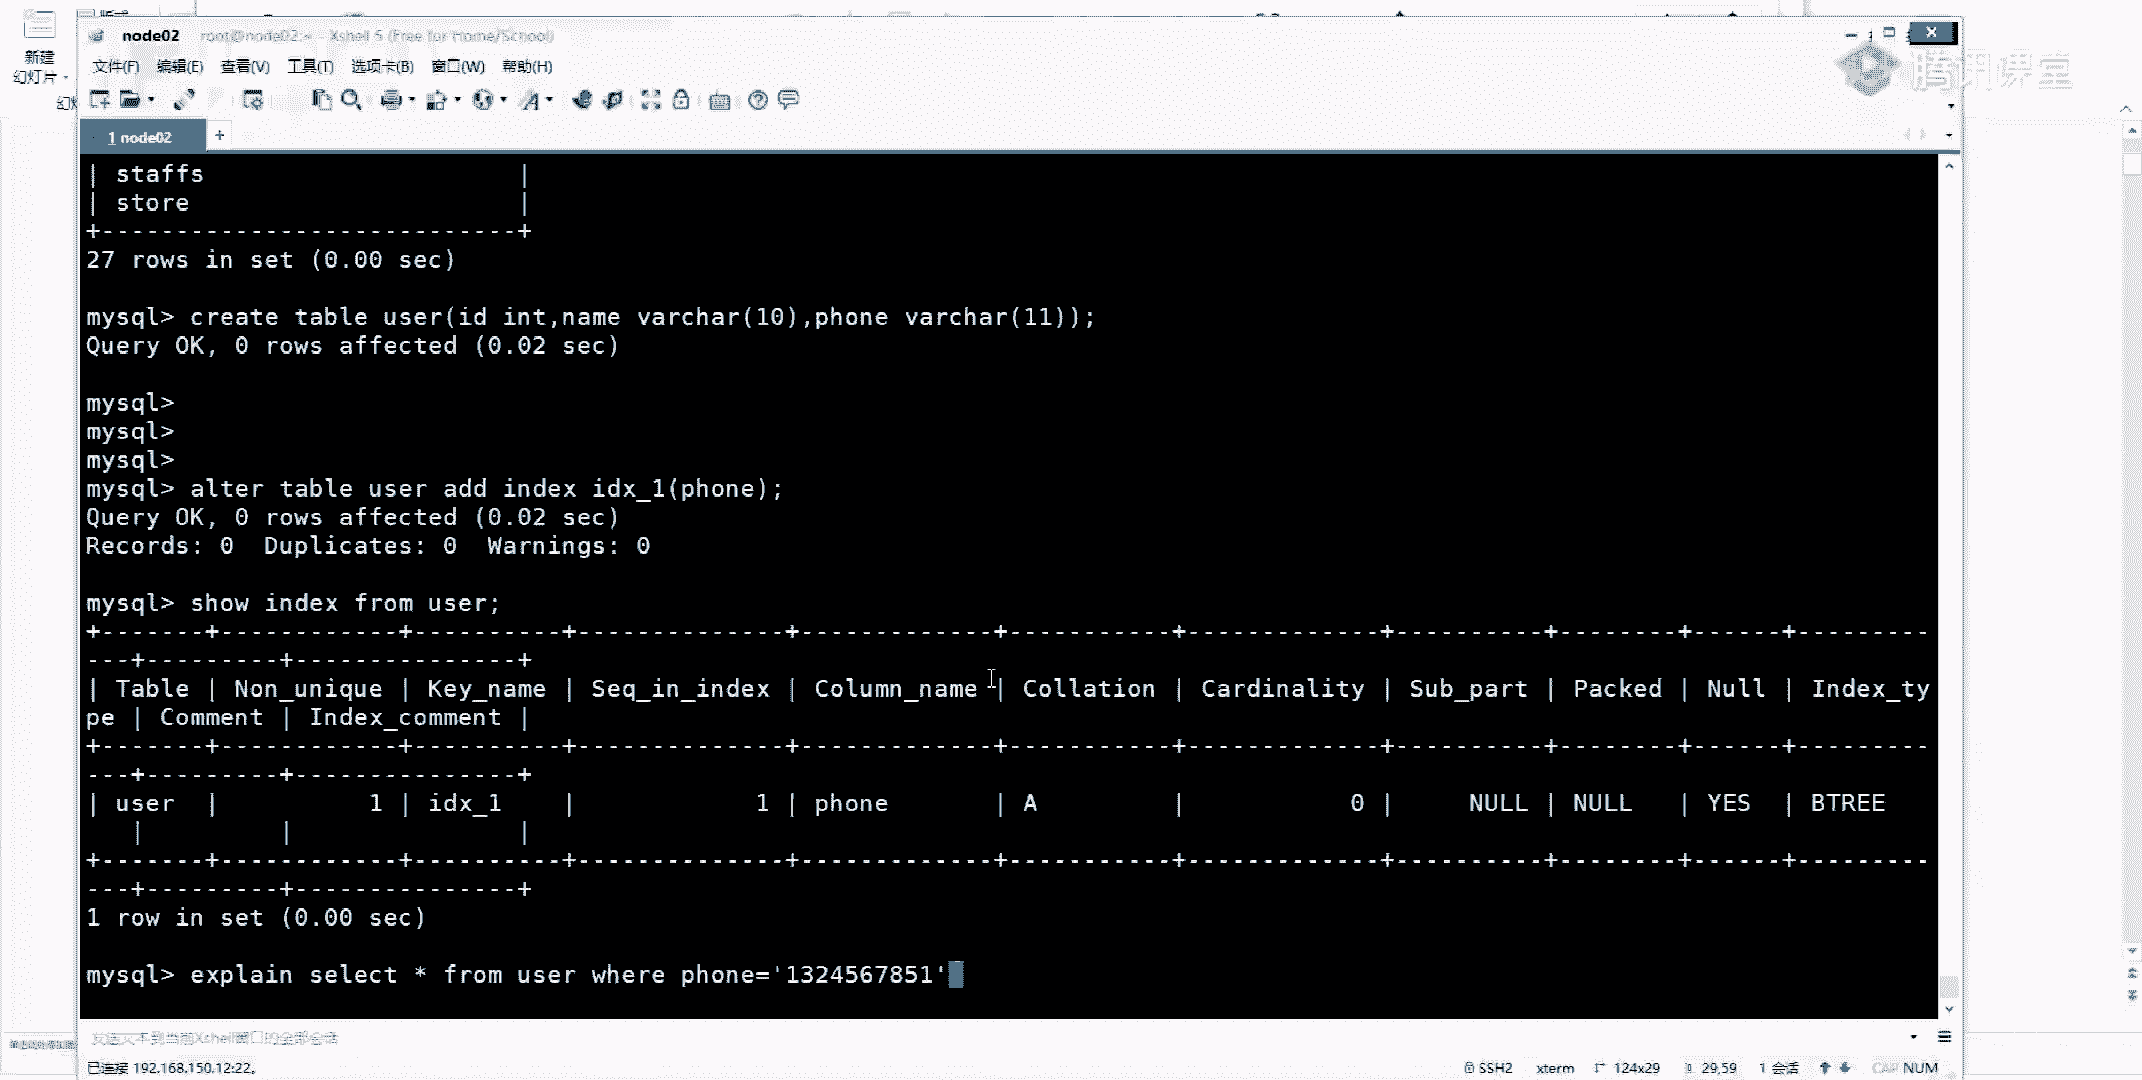 新建
幻灯片
node02 root@node02:~ - Xshell 5 (Free for Home/School)
文件(F) 编辑(E) 查看(V) 工具(T) 选项卡(B) 窗口(W) 帮助(H)
腾讯课堂
1 node02 +
| staffs                     |
| store                      |
+----------------------------+
27 rows in set (0.00 sec)
mysql> create table user(id int,name varchar(10),phone varchar(11));
Query OK, 0 rows affected (0.02 sec)
mysql>
mysql>
mysql>
mysql> alter table user add index idx_1(phone);
Query OK, 0 rows affected (0.02 sec)
Records: 0  Duplicates: 0  Warnings: 0
mysql> show index from user;
+-------+------------+----------+--------------+-------------+-----------+-------------+----------+--------+------+---------
---+---------+---------------+
| Table | Non_unique | Key_name | Seq_in_index | Column_name | Collation | Cardinality | Sub_part | Packed | Null | Index_ty
pe | Comment | Index_comment |
+-------+------------+----------+--------------+-------------+-----------+-------------+----------+--------+------+---------
---+---------+---------------+
| user  |          1 | idx_1    |            1 | phone       | A         |           0 |     NULL | NULL   | YES  | BTREE
   |         |               |
+-------+------------+----------+--------------+-------------+-----------+-------------+----------+--------+------+---------
---+---------+---------------+
1 row in set (0.00 sec)
mysql> explain select * from user where phone='1324567851'
发送文本到当前Xshell窗口的全部会话
已连接 192.168.150.12:22。 SSH2 xterm 124x29 29,59 1 会话 CAP NUM